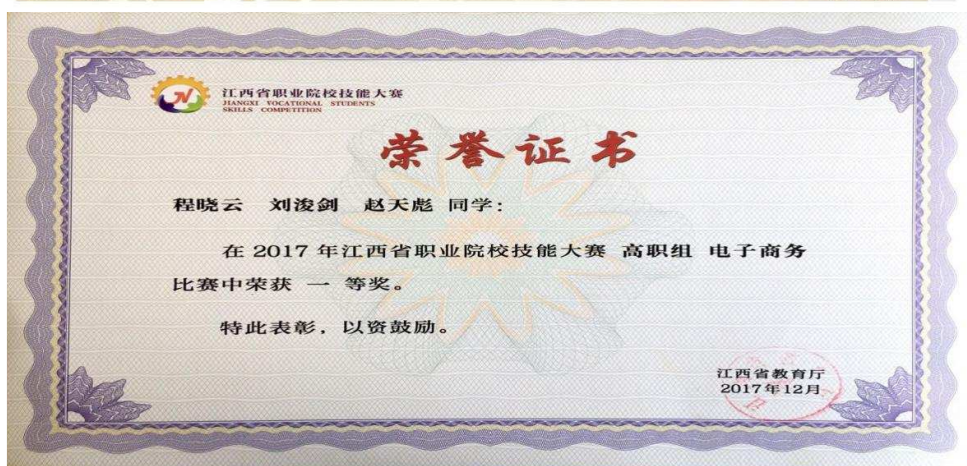 江西省职业院校技能大赛
JIANGXI VOCATIONAL STUDENTS
SKILLS COMPETITION
荣誉证书
程晓云 刘浚剑 赵天彪 同学：
在 2017 年江西省职业院校技能大赛 高职组 电子商务
比赛中荣获 一 等奖。
特此表彰，以资鼓励。
江西省教育厅
2017年12月